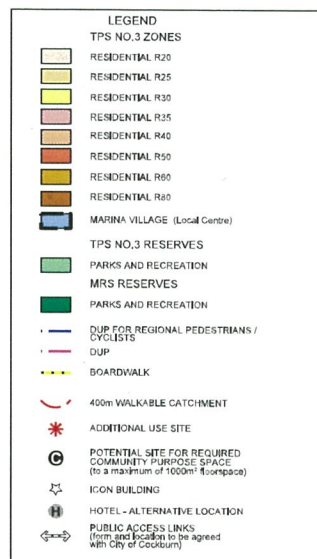 LEGEND
TPS NO.3 ZONES
RESIDENTIAL R20
RESIDENTIAL R25
RESIDENTIAL R30
RESIDENTIAL R35
RESIDENTIAL R40
RESIDENTIAL R50
RESIDENTIAL R60
RESIDENTIAL R80
MARINA VILLAGE (Local Centre)
TPS NO.3 RESERVES
PARKS AND RECREATION
MRS RESERVES
PARKS AND RECREATION
DUP FOR REGIONAL PEDESTRIANS /
CYCLISTS
DUP
BOARDWALK
400m WALKABLE CATCHMENT
ADDITIONAL USE SITE
C POTENTIAL SITE FOR REQUIRED
COMMUNITY PURPOSE SPACE
(to a maximum of 1000m² floorspace)
ICON BUILDING
H HOTEL - ALTERNATIVE LOCATION
PUBLIC ACCESS LINKS
(form and location to be agreed
with City of Cockburn)